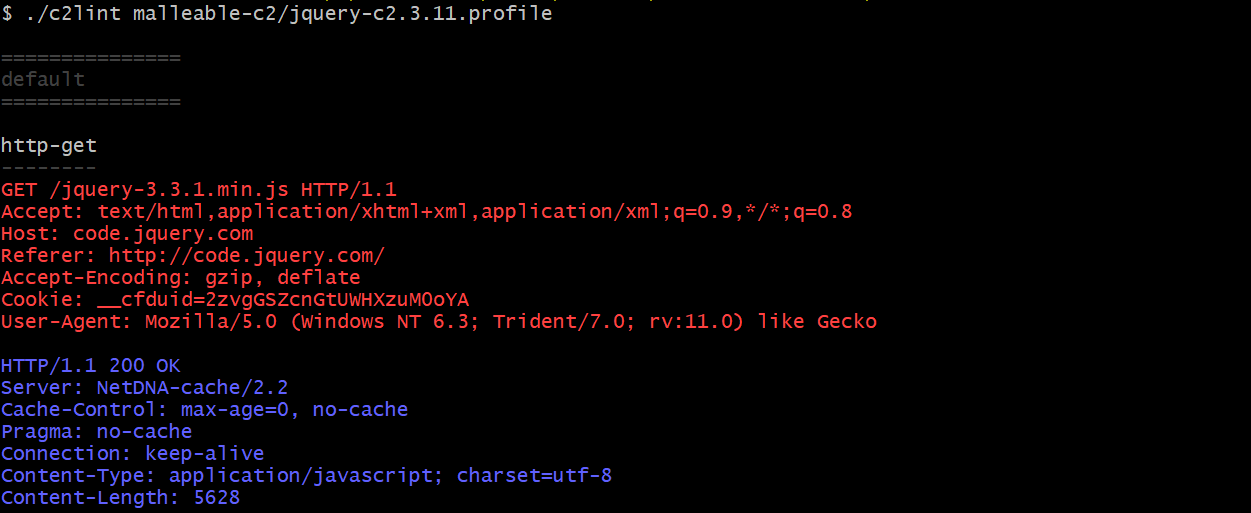 $ ./c2lint malleable-c2/jquery-c2.3.11.profile
===============
default
===============
http-get
--------
GET /jquery-3.3.1.min.js HTTP/1.1
Accept: text/html,application/xhtml+xml,application/xml;q=0.9,*/*;q=0.8
Host: code.jquery.com
Referer: http://code.jquery.com/
Accept-Encoding: gzip, deflate
Cookie: __cfduid=2zvgGSZcnGtUWHXzuMOoYA
User-Agent: Mozilla/5.0 (Windows NT 6.3; Trident/7.0; rv:11.0) like Gecko
HTTP/1.1 200 OK
Server: NetDNA-cache/2.2
Cache-Control: max-age=0, no-cache
Pragma: no-cache
Connection: keep-alive
Content-Type: application/javascript; charset=utf-8
Content-Length: 5628